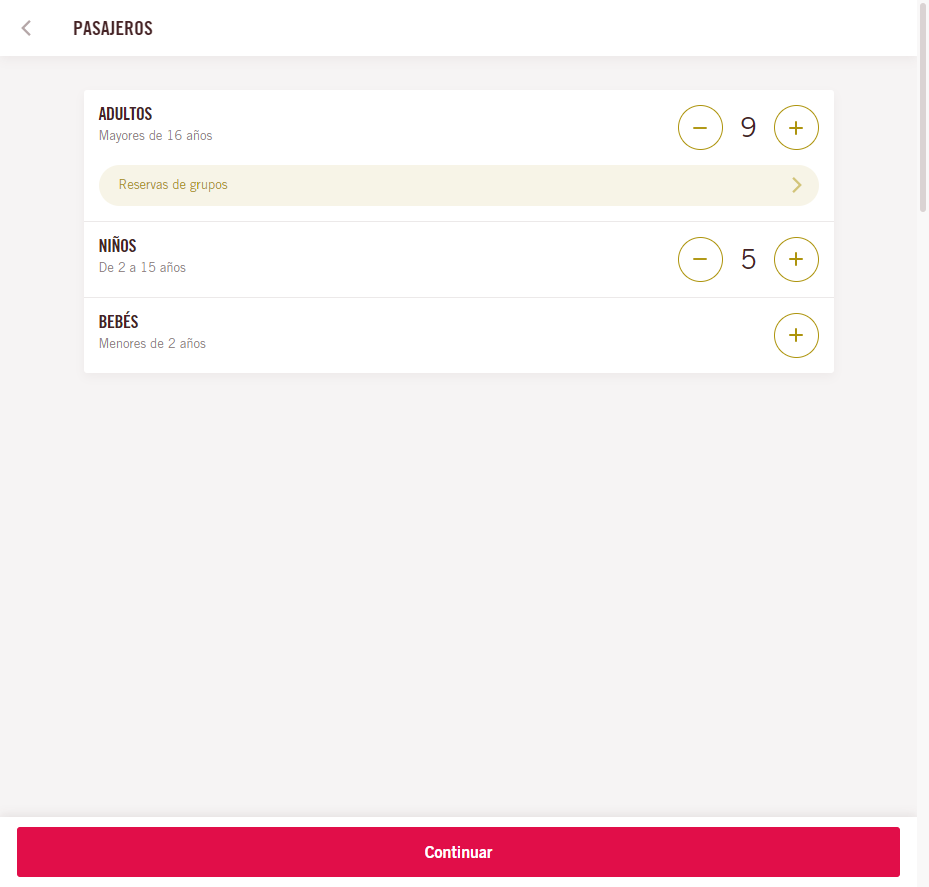 PASAJEROS
ADULTOS
Mayores de 16 años
9
Reservas de grupos
NIÑOS
De 2 a 15 años
5
BEBÉS
Menores de 2 años
Continuar